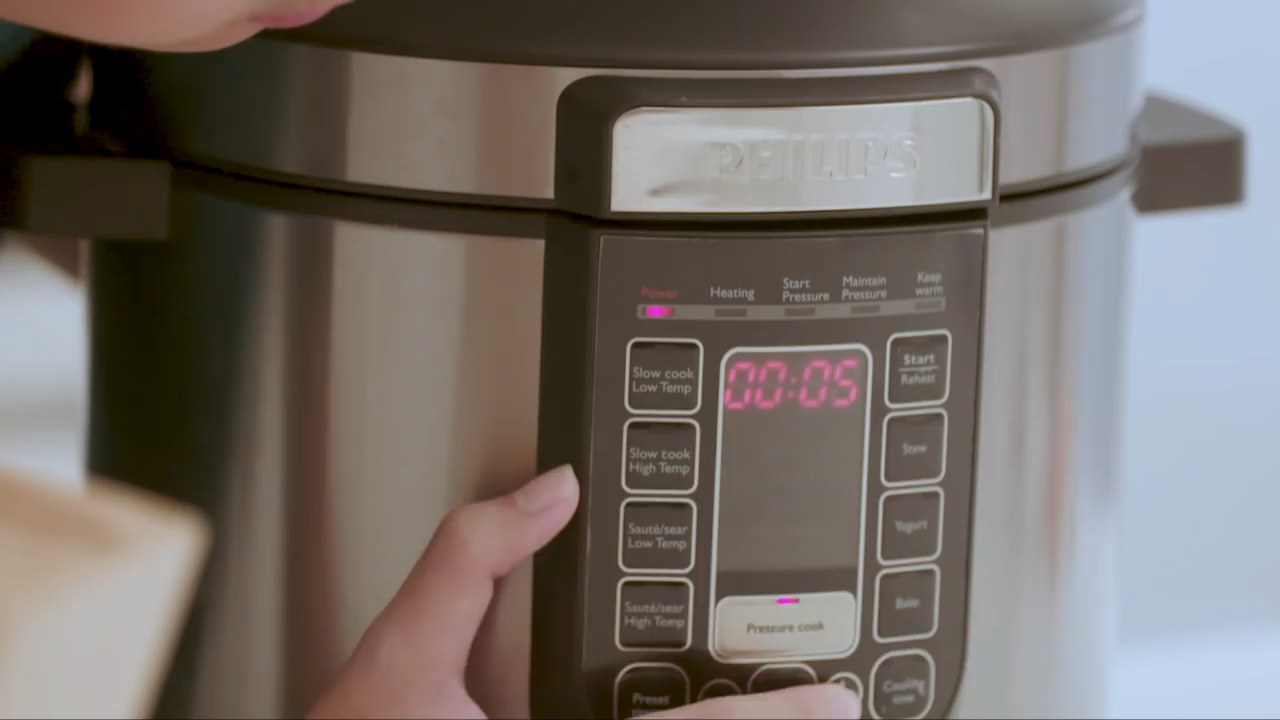 PHILIPS
Power
Heating
Start
Pressure
Maintain
Pressure
Keep
warm
Slow cook
Low Temp
00:05
Start
Reheat
Slow cook
High Temp
Stew
Sauté/sear
Low Temp
Yogurt
Sauté/sear
High Temp
Pressure cook
Bake
Preset
Cooking